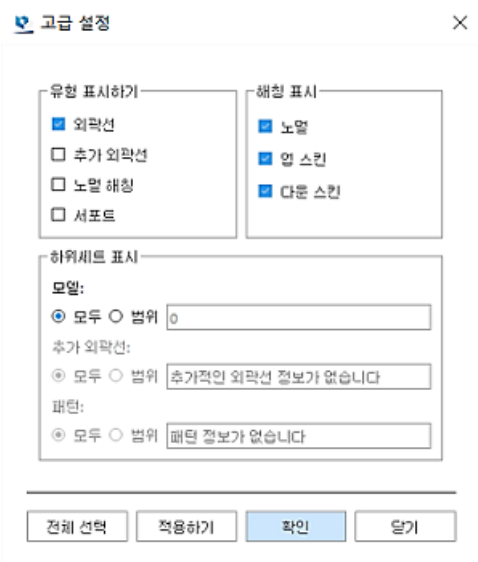 고급 설정
유형 표시하기
외곽선
추가 외곽선
노멀 해칭
서포트
해칭 표시
노멀
업 스킨
다운 스킨
하위세트 표시
모델:
모두 범위 0
추가 외곽선:
모두 범위 추가적인 외곽선 정보가 없습니다
패턴:
모두 범위 패턴 정보가 없습니다
전체 선택 적용하기 확인 닫기